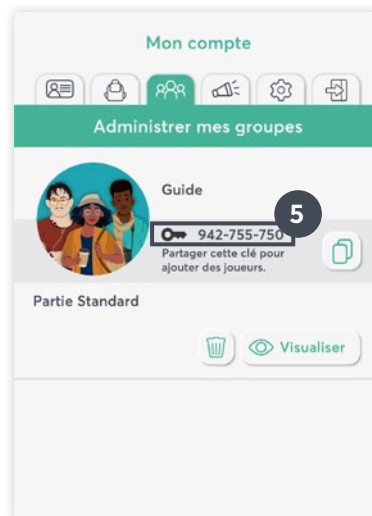 Mon compte
Administrer mes groupes
Guide
5
942-755-750
Partager cette clé pour
ajouter des joueurs.
Partie Standard
Visualiser